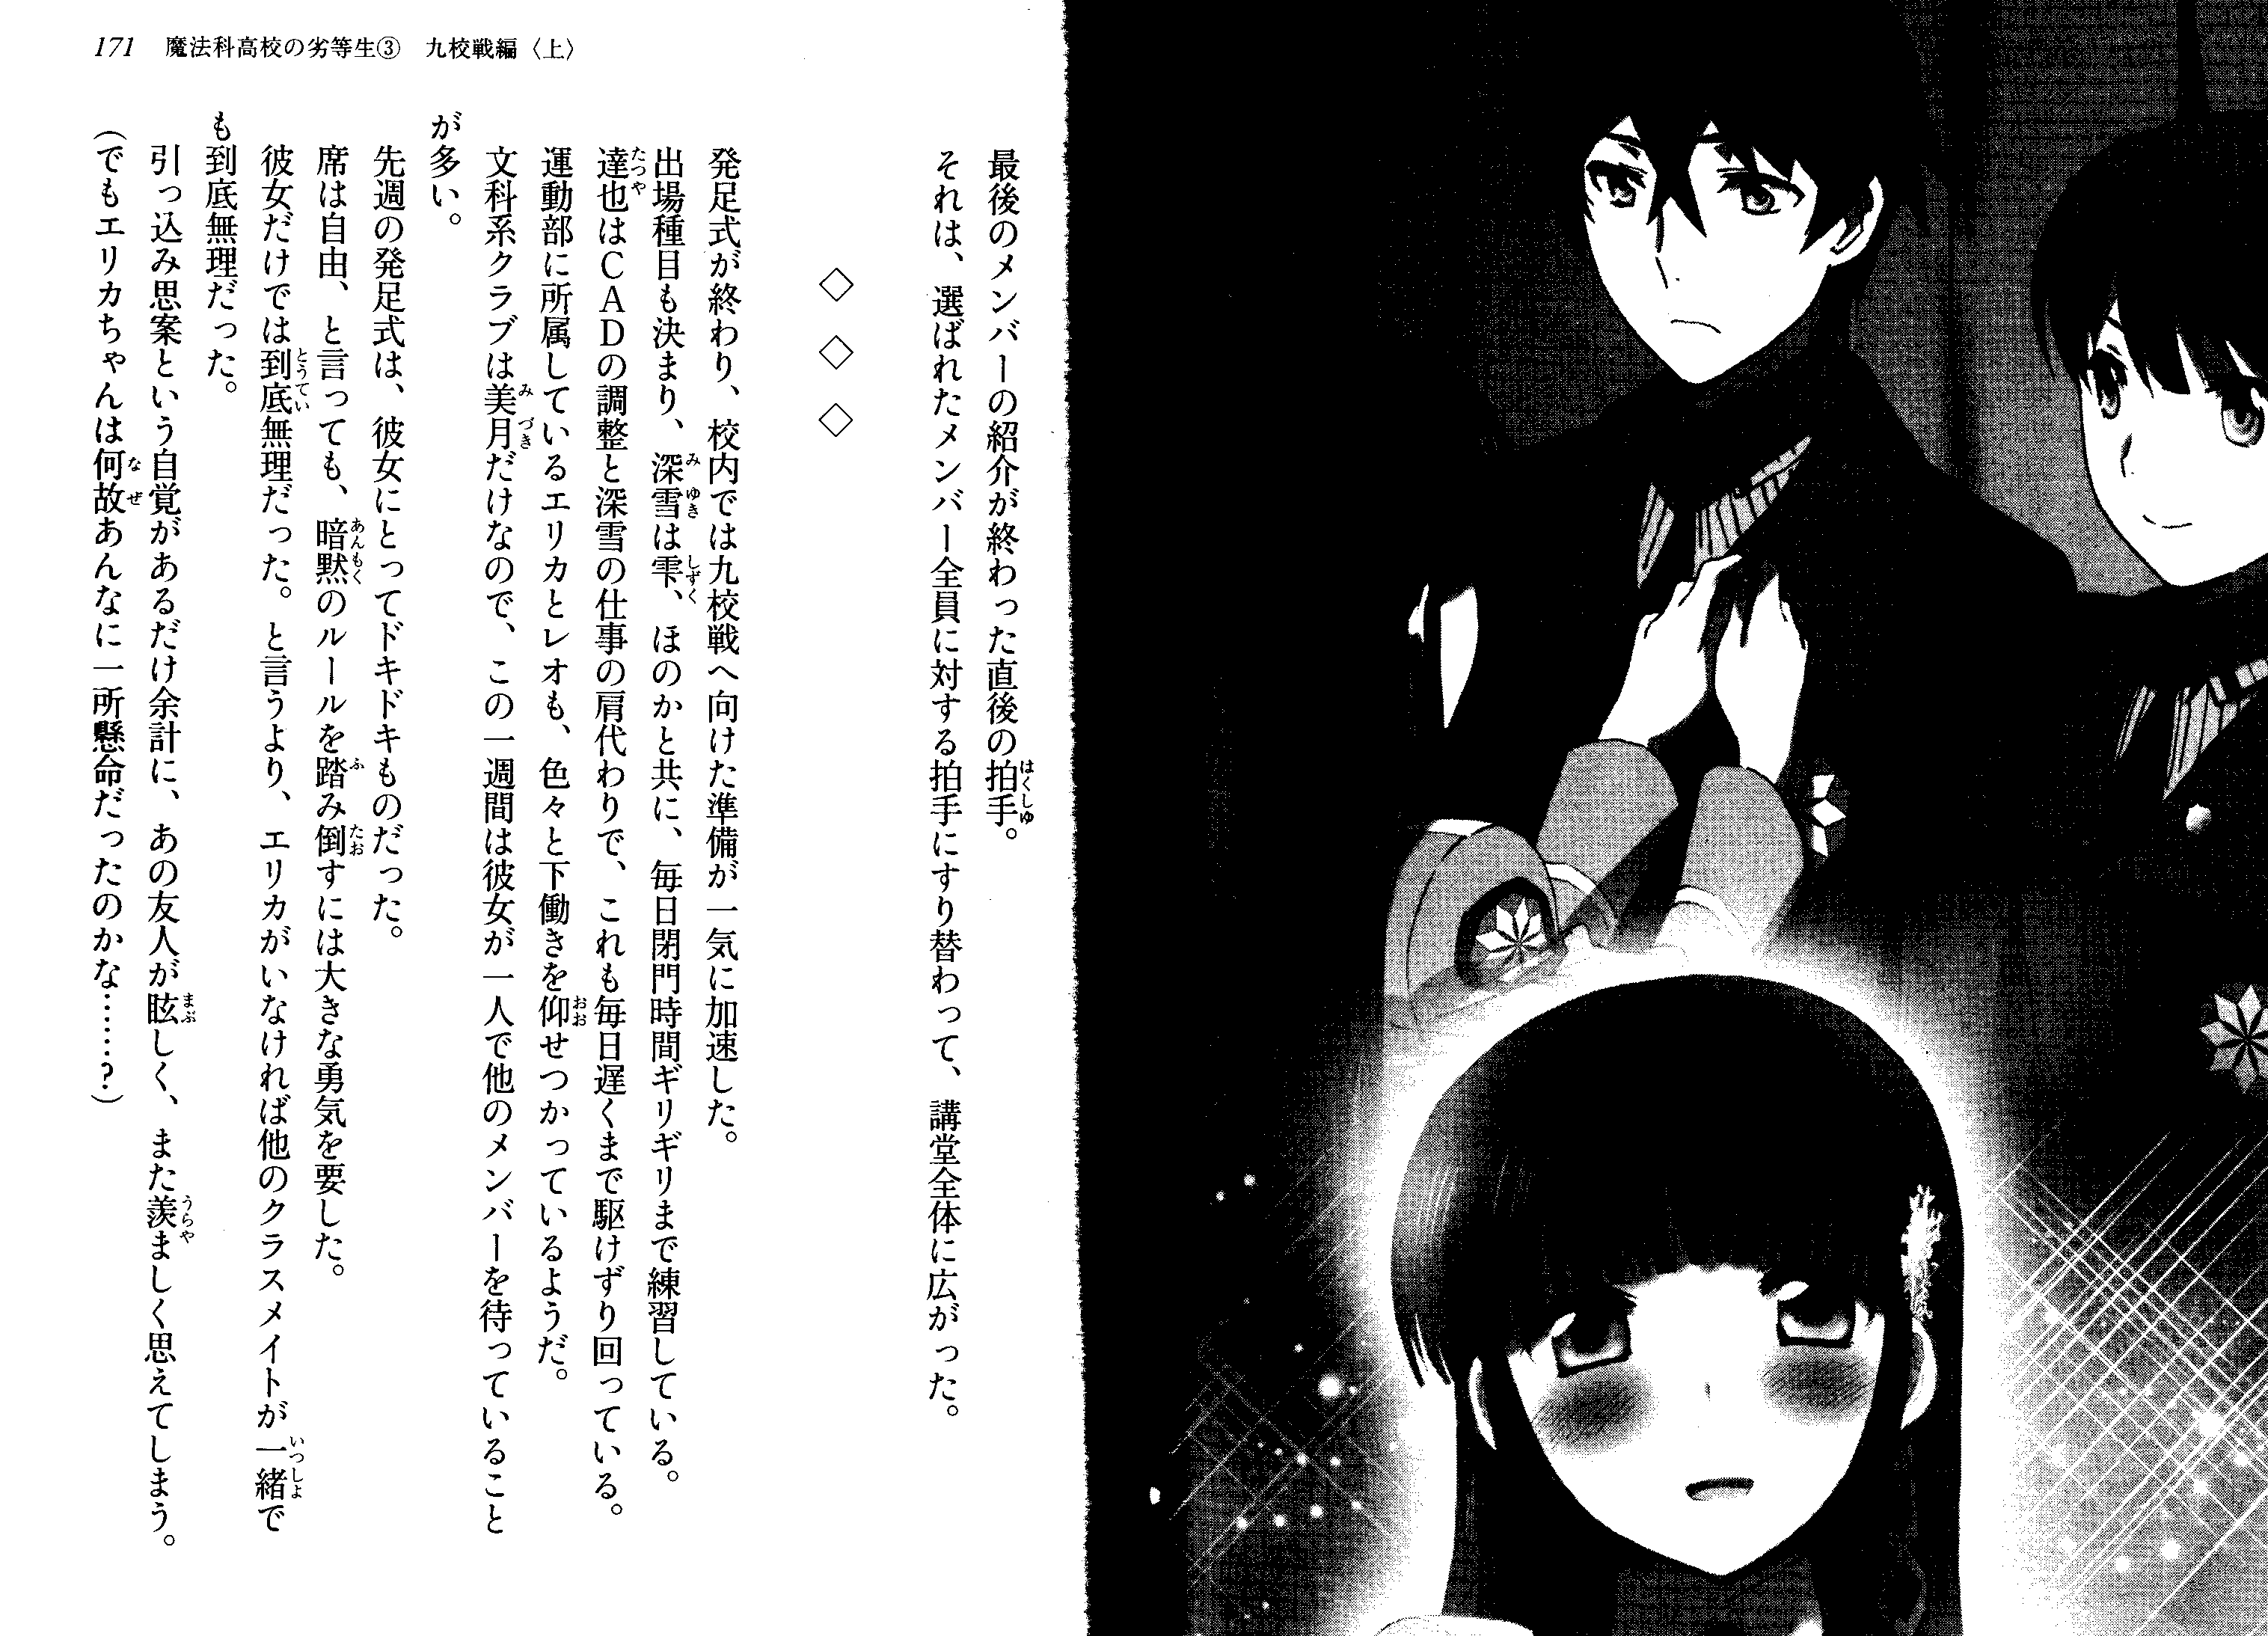 171　魔法科高校の劣等生③　九校戦編〈上〉
最後のメンバーの紹介が終わった直後の拍手。
それは、選ばれたメンバー全員に対する拍手にすり替わって、講堂全体に広がった。
◇　◇　◇
発足式が終わり、校内では九校戦へ向けた準備が一気に加速した。
出場種目も決まり、深雪は雫、ほのかと共に、毎日閉門時間ギリギリまで練習している。
達也はCADの調整と深雪の仕事の肩代わりで、これも毎日遅くまで駆けずり回っている。
運動部に所属しているエリカとレオも、色々と下働きを仰せつかっているようだ。
文科系クラブは美月だけなので、この一週間は彼女が一人で他のメンバーを待っていること
が多い。
先週の発足式は、彼女にとってドキドキものだった。
席は自由、と言っても、暗黙のルールを踏み倒すには大きな勇気を要した。
彼女だけでは到底無理だった。と言うより、エリカがいなければ他のクラスメイトが一緒で
も到底無理だった。
引っ込み思案という自覚があるだけ余計に、あの友人が眩しく、また羨ましく思えてしまう。
（でもエリカちゃんは何故あんなに一所懸命だったのかな……？）